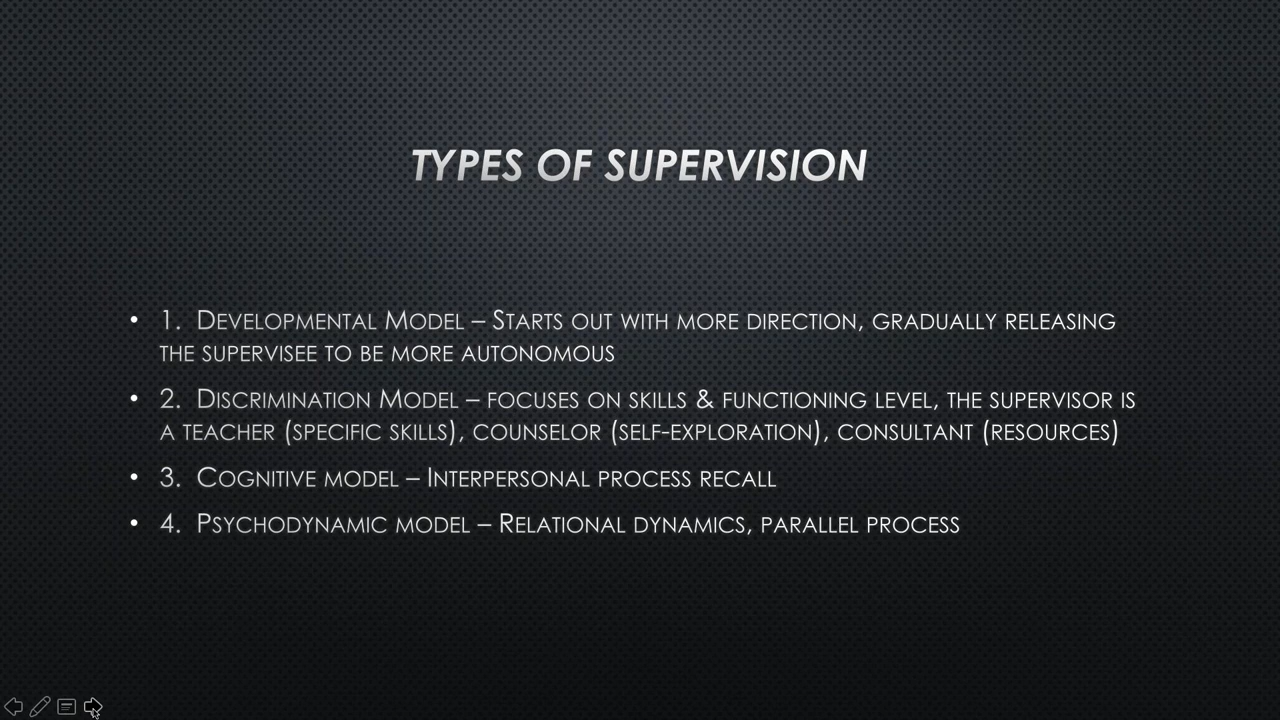 TYPES OF SUPERVISION
• 1. Developmental Model – Starts out with more direction, gradually releasing
the supervisee to be more autonomous
• 2. Discrimination Model – focuses on skills & functioning level, the supervisor is
a teacher (specific skills), counselor (self-exploration), consultant (resources)
• 3. Cognitive model – Interpersonal process recall
• 4. Psychodynamic model – Relational dynamics, parallel process